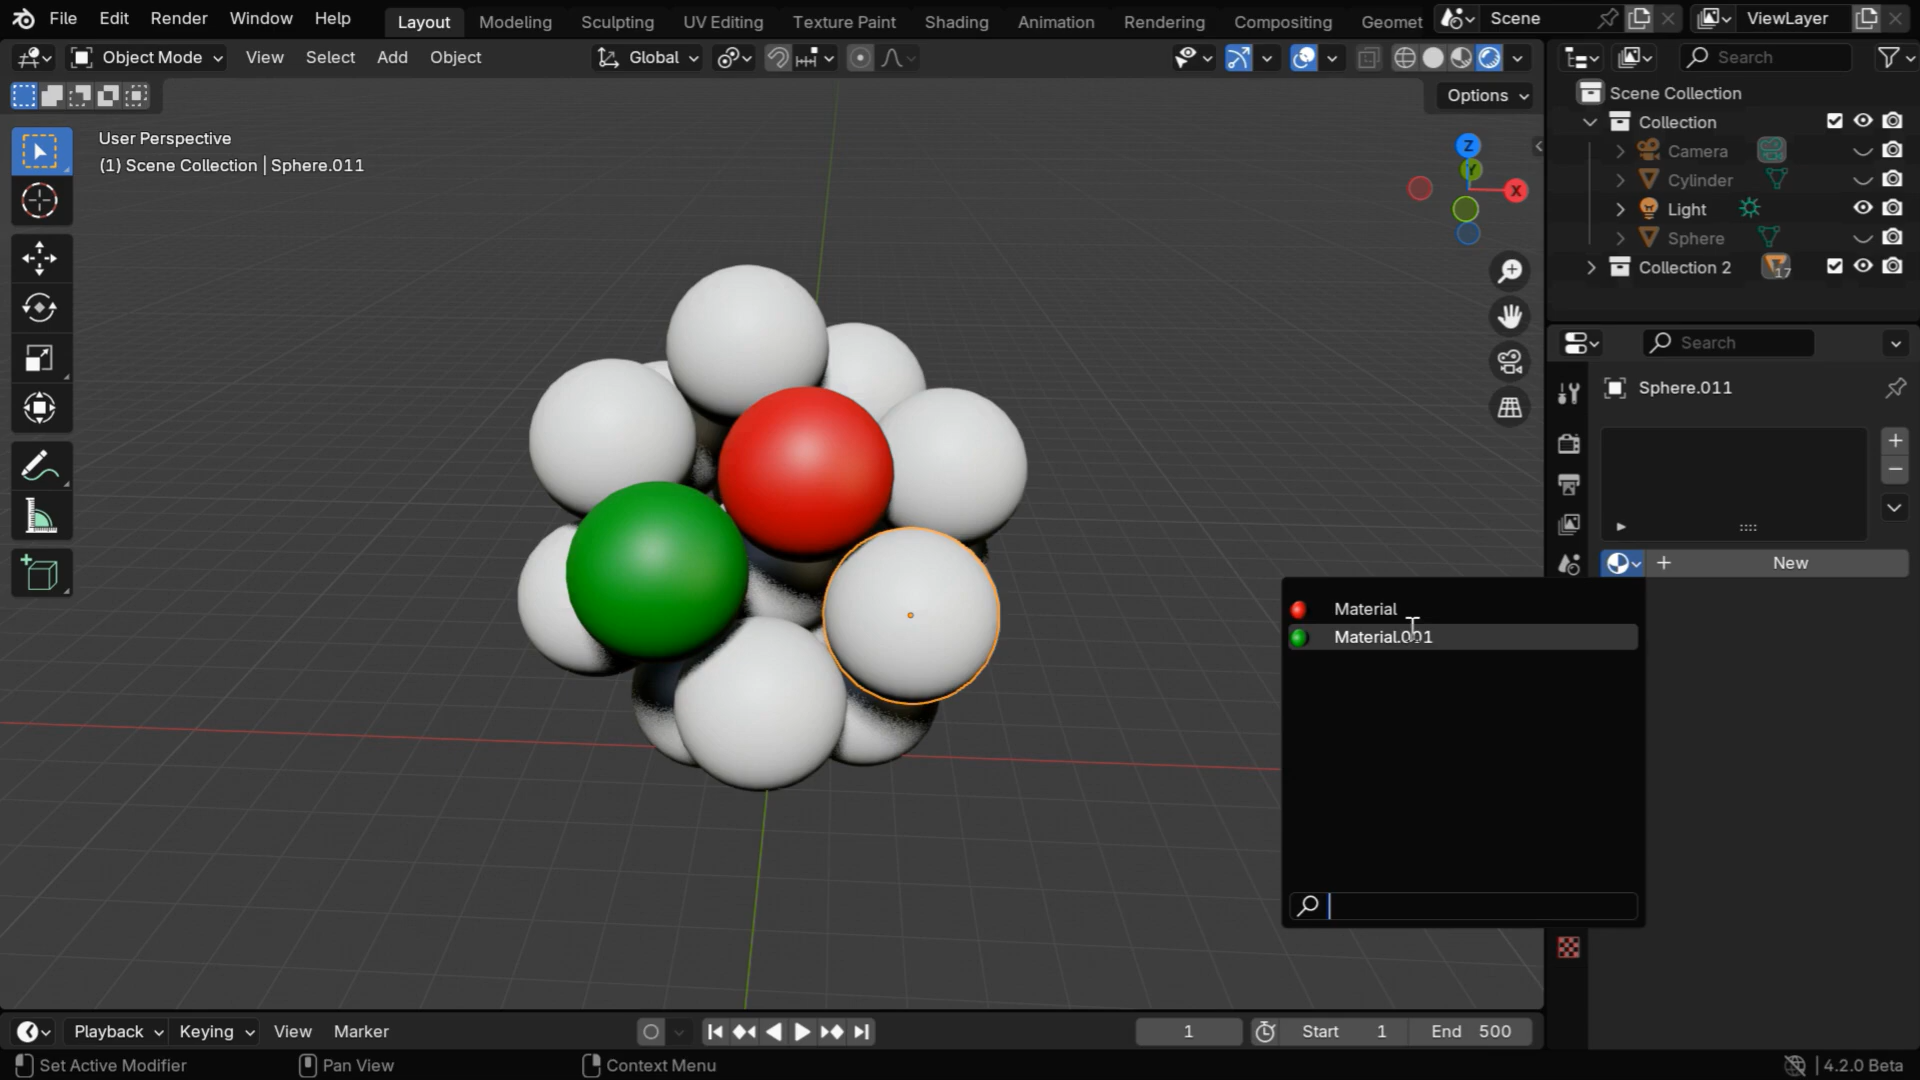 File Edit Render Window Help
Layout Modeling Sculpting UV Editing Texture Paint Shading Animation Rendering Compositing Geomet
Scene
ViewLayer
Object Mode View Select Add Object
Global
Search
Options
User Perspective
(1) Scene Collection | Sphere.011
Z
Y
X
Scene Collection
Collection
Camera
Cylinder
Light
Sphere
Collection 2
17
Search
Sphere.011
New
Material
Material.001
Playback Keying View Marker
1
Start 1
End 500
Set Active Modifier
Pan View
Context Menu
4.2.0 Beta